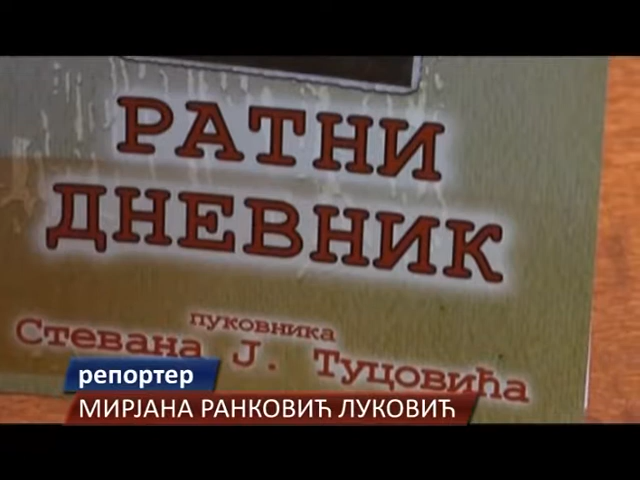 РАТНИ
ДНЕВНИК
пуковника
Стевана Ј. Туцовића
репортер
МИРЈАНА РАНКОВИЋ ЛУКОВИЋ